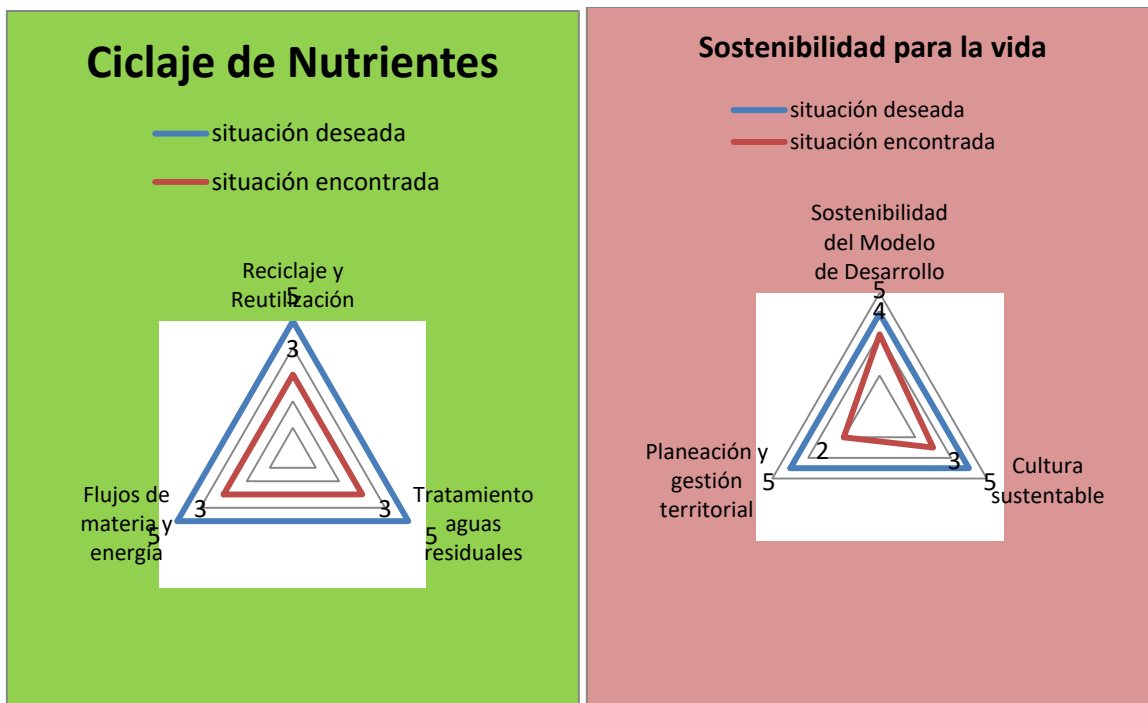 Ciclaje de Nutrientes
situación deseada
situación encontrada
Reciclaje y
Reutilización
5
3
Flujos de
materia y
energía
5
3
Tratamiento
aguas
residuales
3
5
Sostenibilidad para la vida
situación deseada
situación encontrada
Sostenibilidad
del Modelo
de Desarrollo
5
4
Planeación y
gestión
territorial
5
2
Cultura
sustentable
3
5